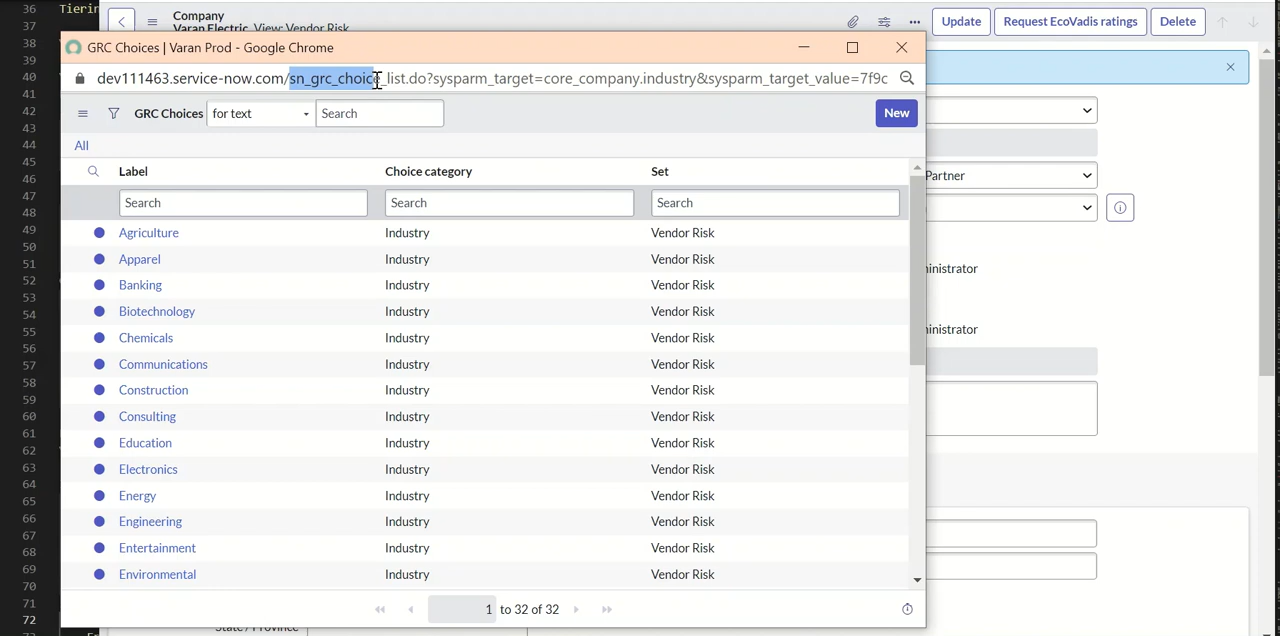 36
Tierin
37
38
39
40
41
42
43
44
45
46
47
48
49
50
51
52
53
54
55
56
57
58
59
60
61
62
63
64
65
66
67
68
69
70
71
72
Company
Varan Electric View: Vendor Risk
Update
Request EcoVadis ratings
Delete
GRC Choices | Varan Prod - Google Chrome
dev111463.service-now.com/sn_grc_choice_list.do?sysparm_target=core_company.industry&sysparm_target_value=7f9c
GRC Choices for text Search New
All
Label Choice category Set
Search Search Search
Agriculture Industry Vendor Risk
Apparel Industry Vendor Risk
Banking Industry Vendor Risk
Biotechnology Industry Vendor Risk
Chemicals Industry Vendor Risk
Communications Industry Vendor Risk
Construction Industry Vendor Risk
Consulting Industry Vendor Risk
Education Industry Vendor Risk
Electronics Industry Vendor Risk
Energy Industry Vendor Risk
Engineering Industry Vendor Risk
Entertainment Industry Vendor Risk
Environmental Industry Vendor Risk
1 to 32 of 32
Partner
ministrator
ministrator
State / Province